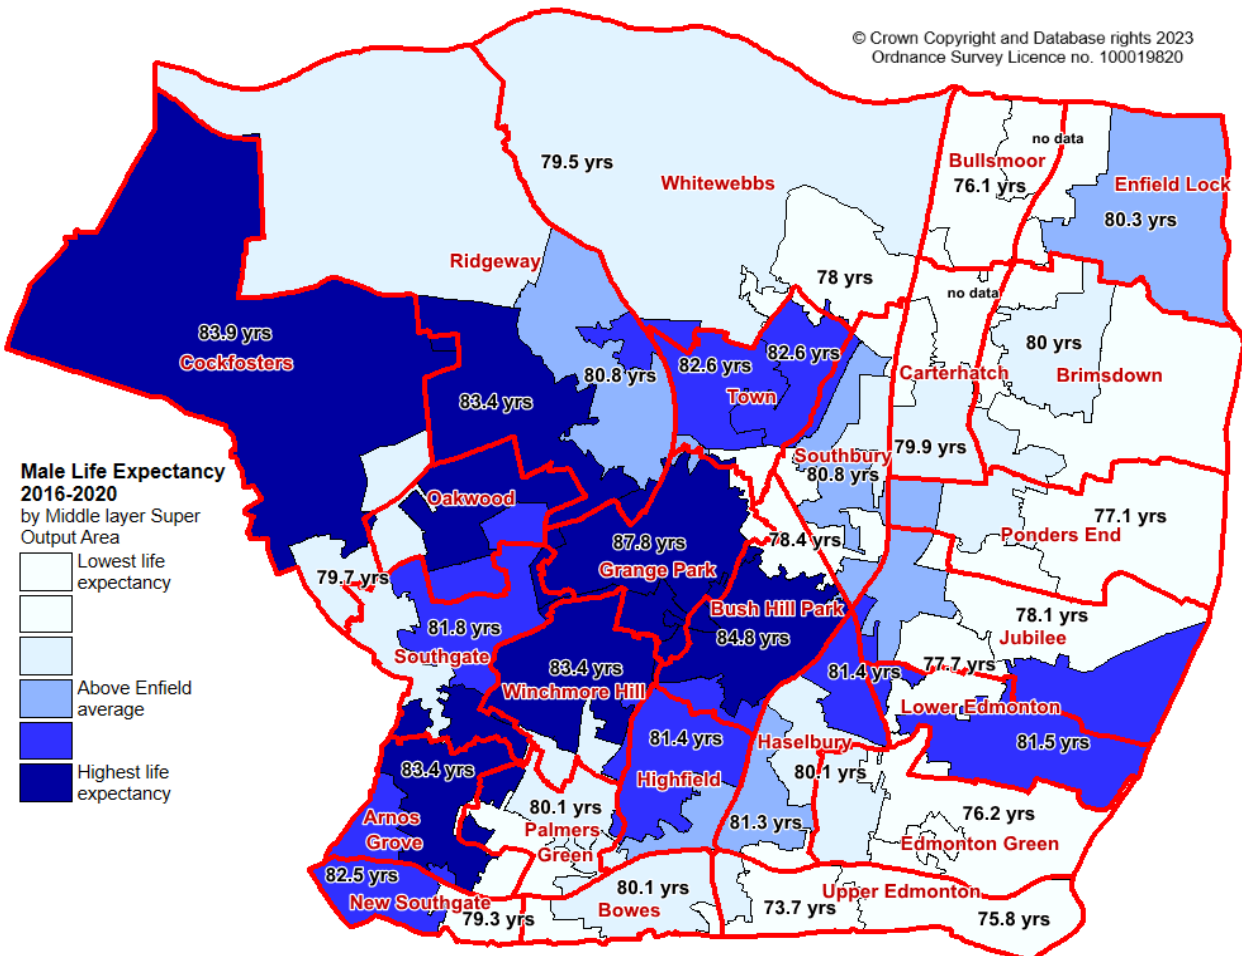 © Crown Copyright and Database rights 2023
Ordnance Survey Licence no. 100019820
no data
79.5 yrs
Bullsmoor
Whitewebbs
76.1 yrs
Enfield Lock
80.3 yrs
Ridgeway
78 yrs
no data
83.9 yrs
Cockfosters
80 yrs
82.6 yrs
82.6 yrs
80.8 yrs
Carterhatch
Brimsdown
Town
83.4 yrs
79.9 yrs
Southbury
80.8 yrs
Male Life Expectancy
2016-2020
by Middle layer Super
Output Area
Lowest life
expectancy
Above Enfield
average
Highest life
expectancy
Oakwood
77.1 yrs
Ponders End
87.8 yrs
78.4 yrs
Grange Park
79.7 yrs
Bush Hill Park
78.1 yrs
Jubilee
81.8 yrs
84.8 yrs
Southgate
83.4 yrs
77.7 yrs
81.4 yrs
Winchmore Hill
Lower Edmonton
81.4 yrs
Haselbury
81.5 yrs
83.4 yrs
80.1 yrs
Highfield
80.1 yrs
76.2 yrs
Arnos
Grove
Palmers
Green
81.3 yrs
Edmonton Green
82.5 yrs
80.1 yrs
Upper Edmonton
New Southgate
Bowes
73.7 yrs
79.3 yrs
75.8 yrs